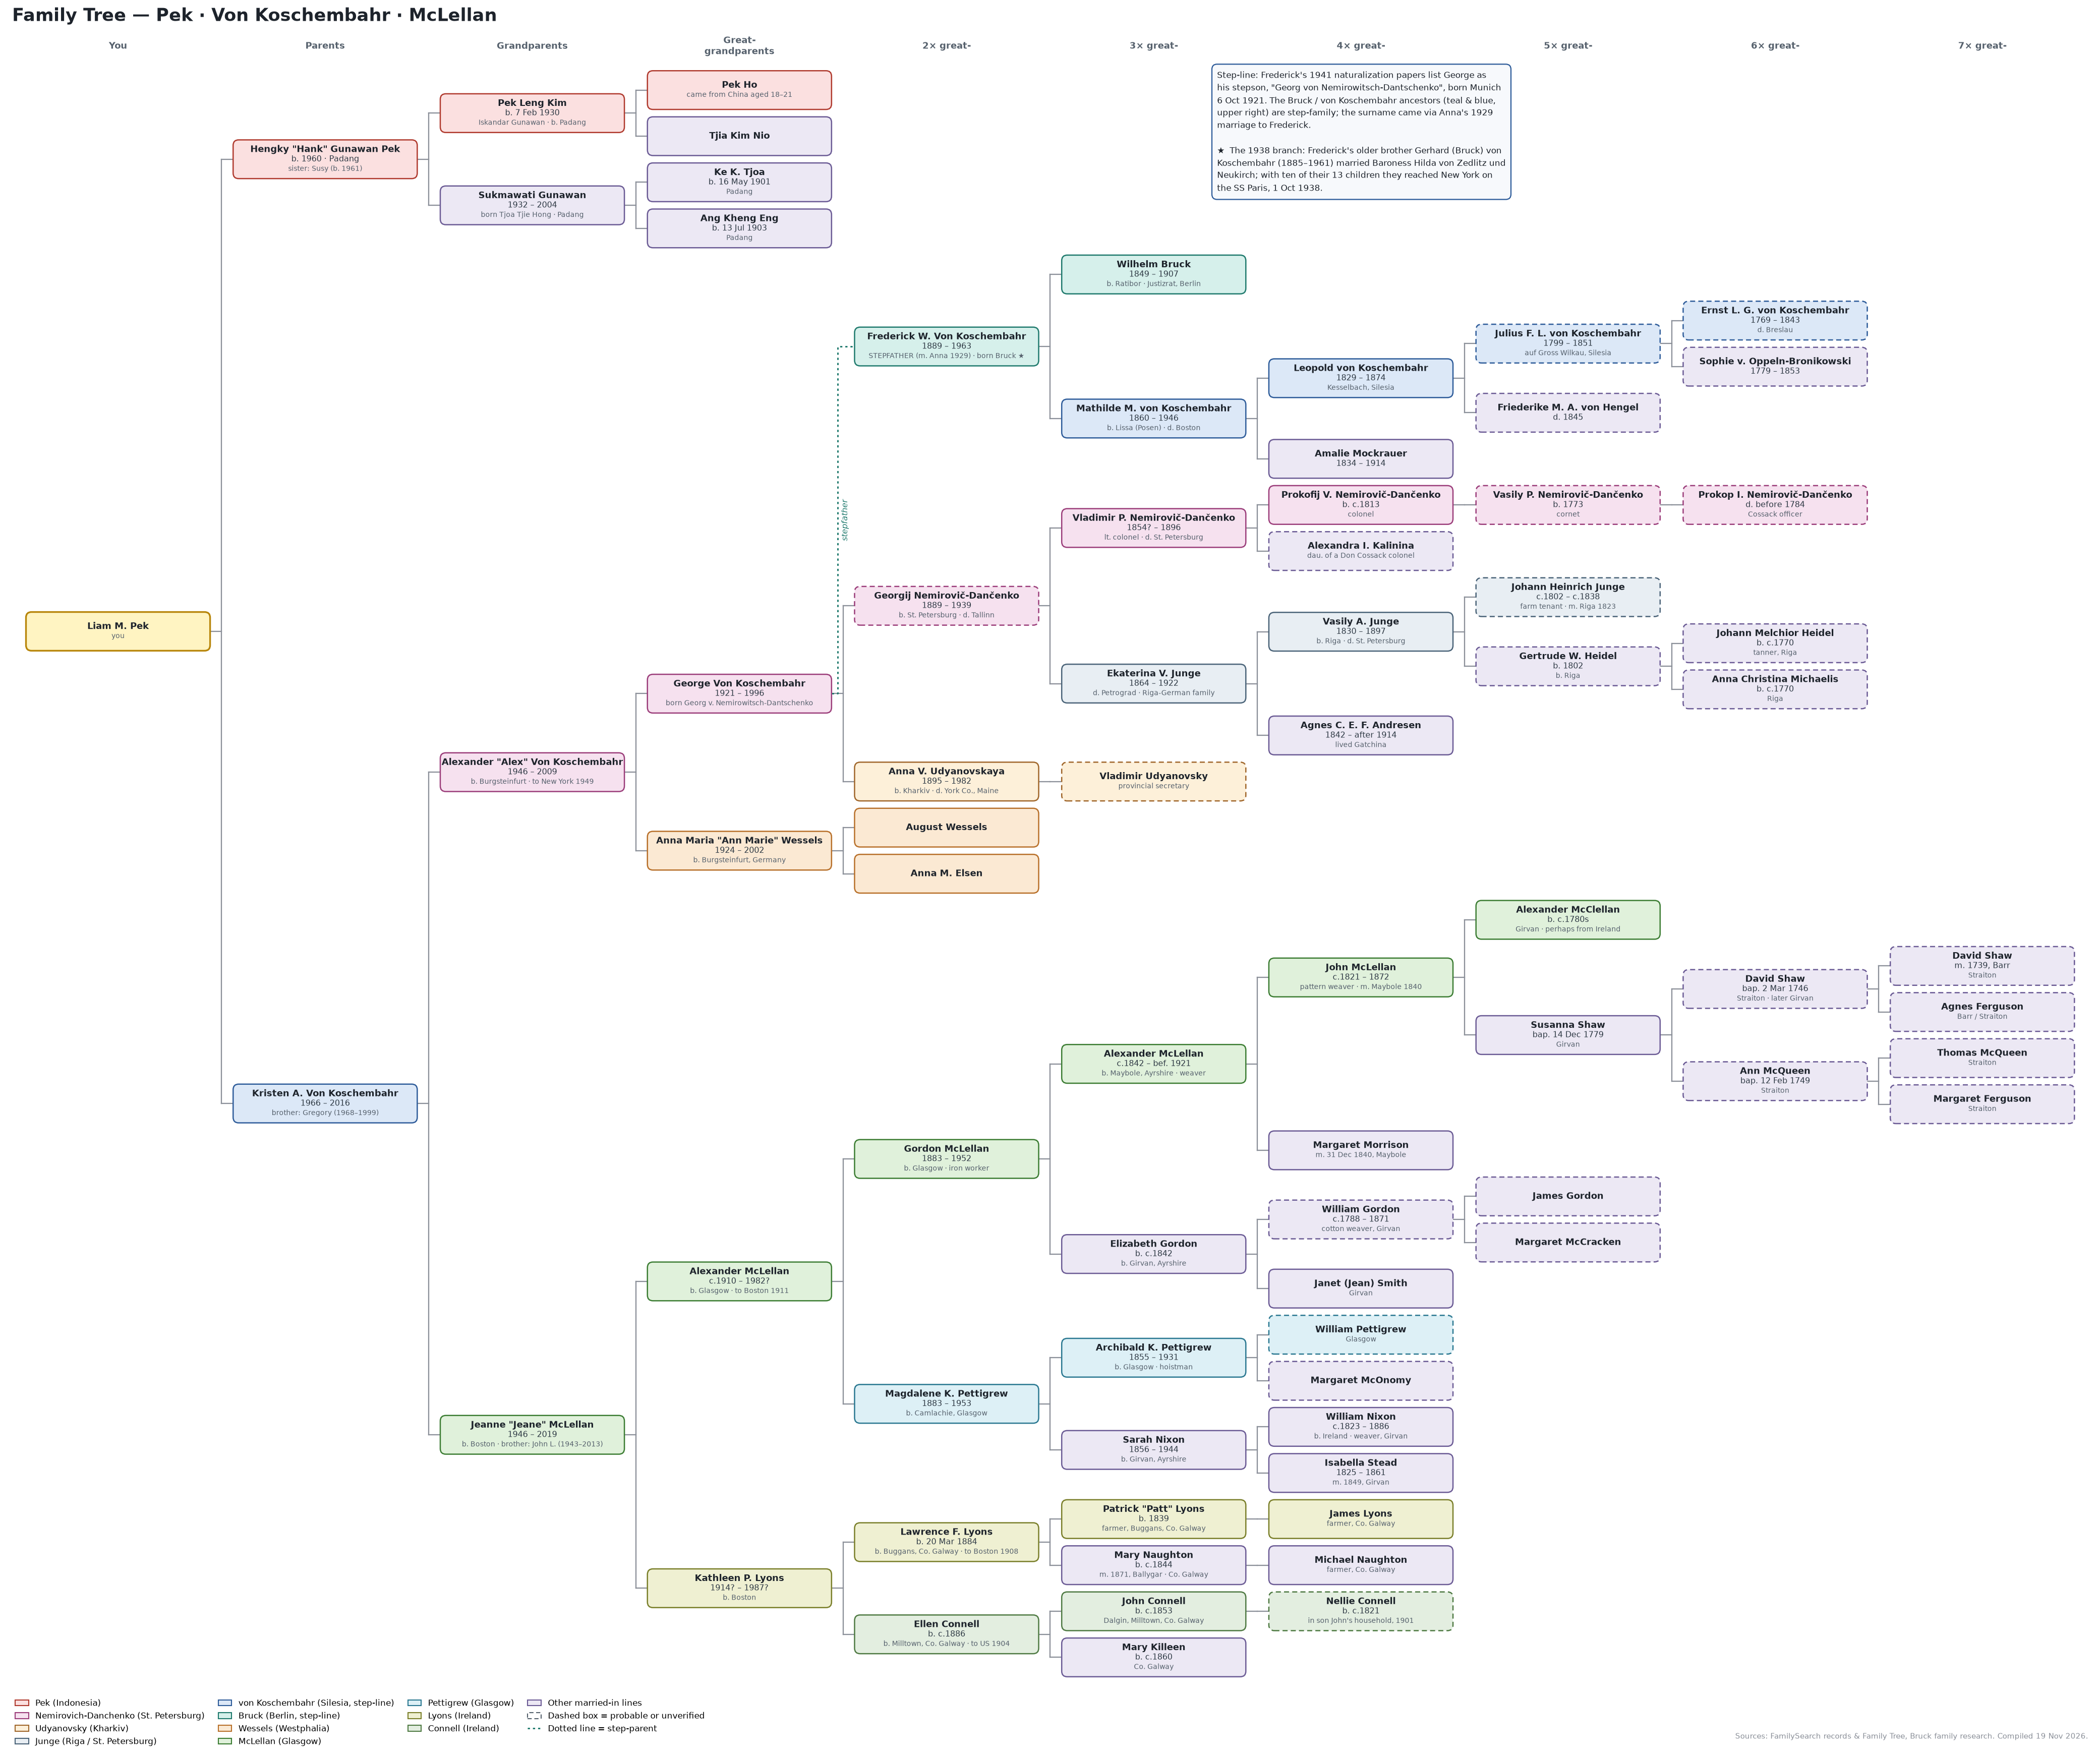 Family Tree — Pek · Von Koschembahr · McLellan
You
Parents
Grandparents
Great-
grandparents
2× great-
3× great-
4× great-
5× great-
6× great-
7× great-
Step-line: Frederick's 1941 naturalization papers list George as
his stepson, "Georg von Nemirowitsch-Dantschenko", born Munich
6 Oct 1921. The Bruck / von Koschembahr ancestors (teal & blue,
upper right) are step-family; the surname came via Anna's 1929
marriage to Frederick.
★ The 1938 branch: Frederick's older brother Gerhard (Bruck) von
Koschembahr (1885–1961) married Baroness Hilda von Zedlitz und
Neukirch; with ten of their 13 children they reached New York on
the SS Paris, 1 Oct 1938.
Liam M. Pek
you
Hengky "Hank" Gunawan Pek
b. 1960 · Padang
sister: Susy (b. 1961)
Kristen A. Von Koschembahr
1966 – 2016
brother: Gregory (1968–1999)
Pek Leng Kim
b. 7 Feb 1930
Iskandar Gunawan · b. Padang
Sukmawati Gunawan
1932 – 2004
born Tjoa Tjie Hong · Padang
Alexander "Alex" Von Koschembahr
1946 – 2009
b. Burgsteinfurt · to New York 1949
Jeanne "Jeane" McLellan
1946 – 2019
b. Boston · brother: John L. (1943–2013)
Pek Ho
came from China aged 18–21
Tjia Kim Nio
Ke K. Tjoa
b. 16 May 1901
Padang
Ang Kheng Eng
b. 13 Jul 1903
Padang
stepfather
George Von Koschembahr
1921 – 1996
born Georg v. Nemirowitsch-Dantschenko
Anna Maria "Ann Marie" Wessels
1924 – 2002
b. Burgsteinfurt, Germany
Alexander McLellan
c.1910 – 1982?
b. Glasgow · to Boston 1911
Kathleen P. Lyons
1914? – 1987?
b. Boston
Frederick W. Von Koschembahr
1889 – 1963
STEPFATHER (m. Anna 1929) · born Bruck ★
Georgij Nemirovič-Dančenko
1889 – 1939
b. St. Petersburg · d. Tallinn
Anna V. Udyanovskaya
1895 – 1982
b. Kharkiv · d. York Co., Maine
August Wessels
Anna M. Elsen
Gordon McLellan
1883 – 1952
b. Glasgow · iron worker
Magdalene K. Pettigrew
1883 – 1953
b. Camlachie, Glasgow
Lawrence F. Lyons
b. 20 Mar 1884
b. Buggans, Co. Galway · to Boston 1908
Ellen Connell
b. c.1886
b. Milltown, Co. Galway · to US 1904
Wilhelm Bruck
1849 – 1907
b. Ratibor · Justizrat, Berlin
Mathilde M. von Koschembahr
1860 – 1946
b. Lissa (Posen) · d. Boston
Vladimir P. Nemirovič-Dančenko
1854? – 1896
lt. colonel · d. St. Petersburg
Ekaterina V. Junge
1864 – 1922
d. Petrograd · Riga-German family
Vladimir Udyanovsky
provincial secretary
Alexander McLellan
c.1842 – bef. 1921
b. Maybole, Ayrshire · weaver
Elizabeth Gordon
b. c.1842
b. Girvan, Ayrshire
Archibald K. Pettigrew
1855 – 1931
b. Glasgow · hoistman
Sarah Nixon
1856 – 1944
b. Girvan, Ayrshire
Patrick "Patt" Lyons
b. 1839
farmer, Buggans, Co. Galway
Mary Naughton
b. c.1844
m. 1871, Ballygar · Co. Galway
John Connell
b. c.1853
Dalgin, Milltown, Co. Galway
Mary Killeen
b. c.1860
Co. Galway
Leopold von Koschembahr
1829 – 1874
Kesselbach, Silesia
Amalie Mockrauer
1834 – 1914
Prokofij V. Nemirovič-Dančenko
b. c.1813
colonel
Alexandra I. Kalinina
dau. of a Don Cossack colonel
Vasily A. Junge
1830 – 1897
b. Riga · d. St. Petersburg
Agnes C. E. F. Andresen
1842 – after 1914
lived Gatchina
John McLellan
c.1821 – 1872
pattern weaver · m. Maybole 1840
Margaret Morrison
m. 31 Dec 1840, Maybole
William Gordon
c.1788 – 1871
cotton weaver, Girvan
Janet (Jean) Smith
Girvan
William Pettigrew
Glasgow
Margaret McOnomy
William Nixon
c.1823 – 1886
b. Ireland · weaver, Girvan
Isabella Stead
1825 – 1861
m. 1849, Girvan
James Lyons
farmer, Co. Galway
Michael Naughton
farmer, Co. Galway
Nellie Connell
b. c.1821
in son John's household, 1901
Julius F. L. von Koschembahr
1799 – 1851
auf Gross Wilkau, Silesia
Friederike M. A. von Hengel
d. 1845
Vasily P. Nemirovič-Dančenko
b. 1773
cornet
Johann Heinrich Junge
c.1802 – c.1838
farm tenant · m. Riga 1823
Gertrude W. Heidel
b. 1802
b. Riga
Alexander McClellan
b. c.1780s
Girvan · perhaps from Ireland
Susanna Shaw
bap. 14 Dec 1779
Girvan
James Gordon
Margaret McCracken
Ernst L. G. von Koschembahr
1769 – 1843
d. Breslau
Sophie v. Oppeln-Bronikowski
1779 – 1853
Prokop I. Nemirovič-Dančenko
d. before 1784
Cossack officer
Johann Melchior Heidel
b. c.1770
tanner, Riga
Anna Christina Michaelis
b. c.1770
Riga
David Shaw
bap. 2 Mar 1746
Straiton · later Girvan
Ann McQueen
bap. 12 Feb 1749
Straiton
David Shaw
m. 1739, Barr
Straiton
Agnes Ferguson
Barr / Straiton
Thomas McQueen
Straiton
Margaret Ferguson
Straiton
Pek (Indonesia)
Nemirovich-Danchenko (St. Petersburg)
Udyanovsky (Kharkiv)
Junge (Riga / St. Petersburg)
von Koschembahr (Silesia, step-line)
Bruck (Berlin, step-line)
Wessels (Westphalia)
McLellan (Glasgow)
Pettigrew (Glasgow)
Lyons (Ireland)
Connell (Ireland)
Other married-in lines
Dashed box = probable or unverified
Dotted line = step-parent
Sources: FamilySearch records & Family Tree, Bruck family research. Compiled 19 Nov 2026.